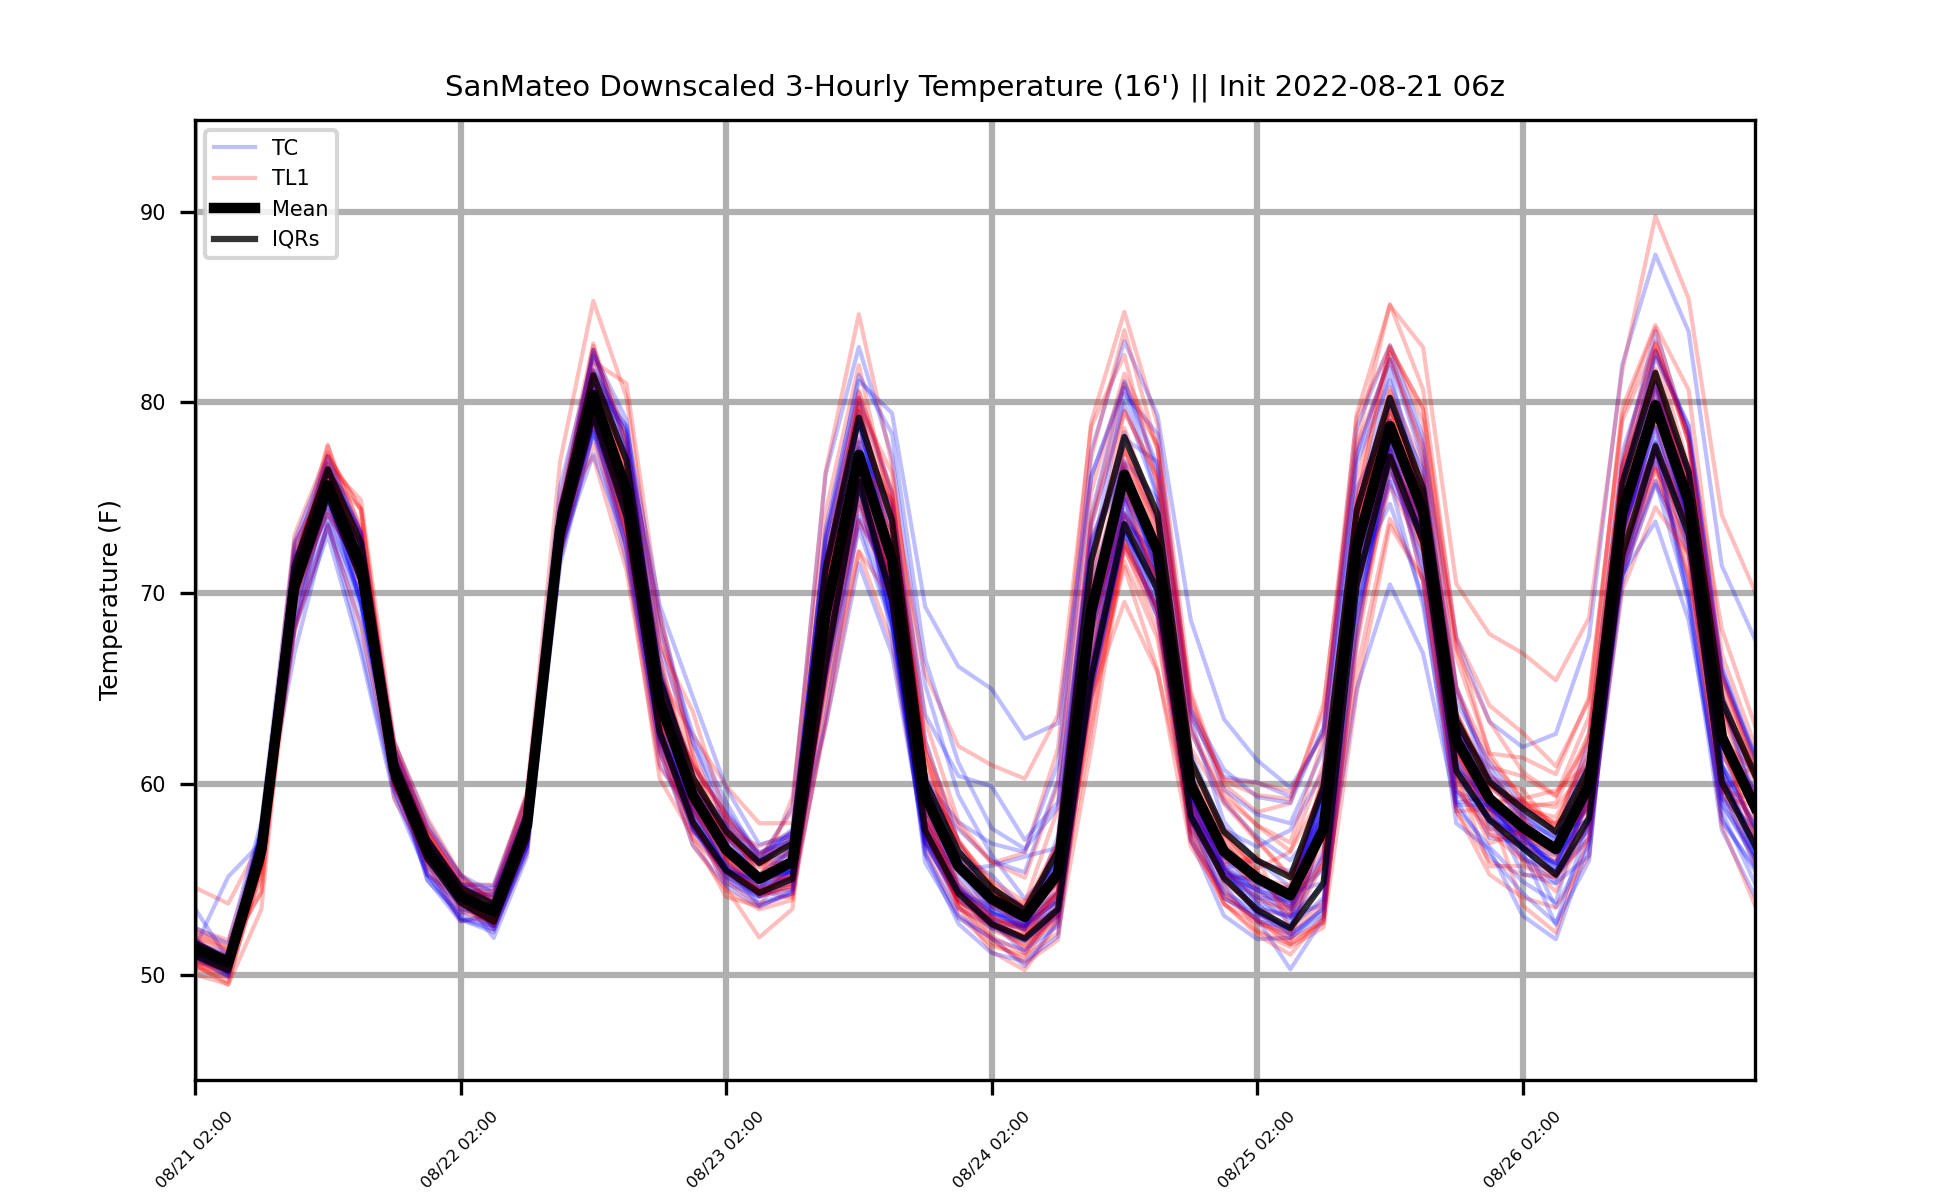 SanMateo Downscaled 3-Hourly Temperature (16') || Init 2022-08-21 06z
TC
TL1
Mean
IQRs
Temperature (F)
90
80
70
60
50
08/21 02:00
08/22 02:00
08/23 02:00
08/24 02:00
08/25 02:00
08/26 02:00